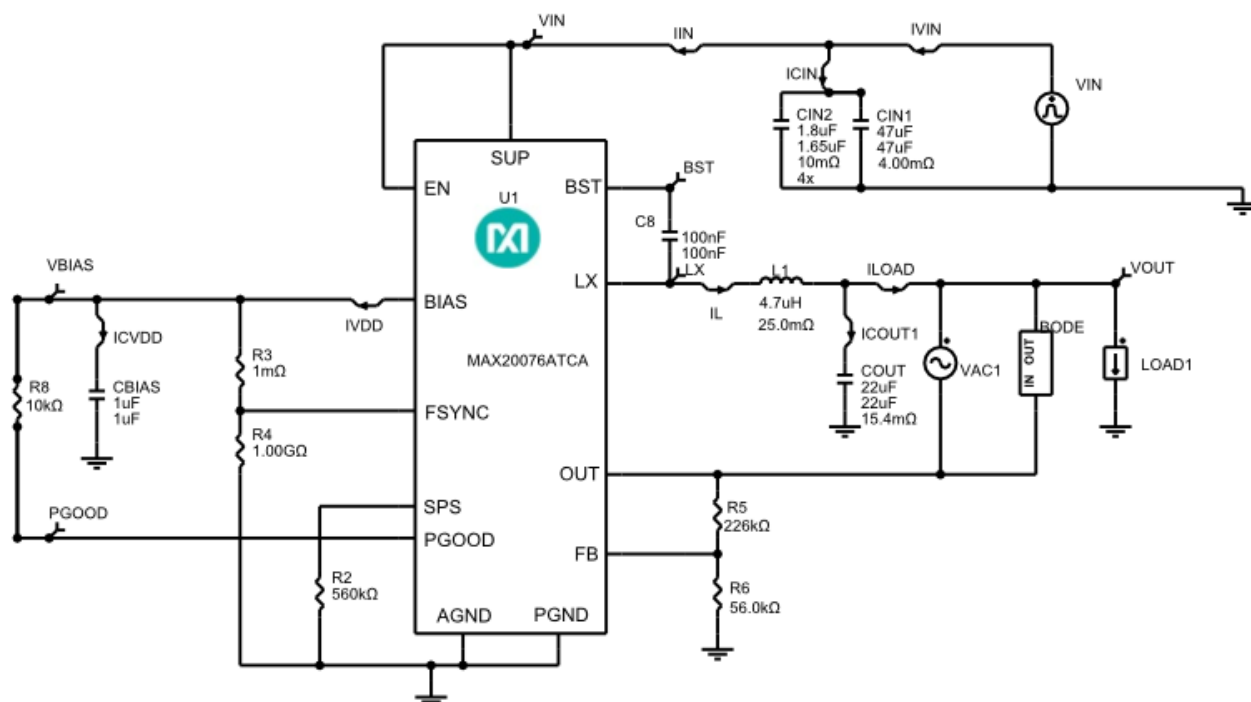 VIN
IIN
IVIN
ICIN
VIN
CIN2
1.8uF
1.65uF
10mΩ
4x
CIN1
47uF
47uF
4.00mΩ
SUP
EN
U1
BST
BST
C8
100nF
100nF
VBIAS
BIAS
IVDD
ICVDD
LX
LX
IL
L1
4.7uH
25.0mΩ
ILOAD
VOUT
R3
1mΩ
MAX20076ATCA
ICOUT1
COUT
22uF
22uF
15.4mΩ
VAC1
BODE
IN OUT
LOAD1
R8
10kΩ
CBIAS
1uF
1uF
FSYNC
R4
1.00GΩ
OUT
SPS
PGOOD
PGOOD
R5
226kΩ
FB
R2
560kΩ
R6
56.0kΩ
AGND
PGND